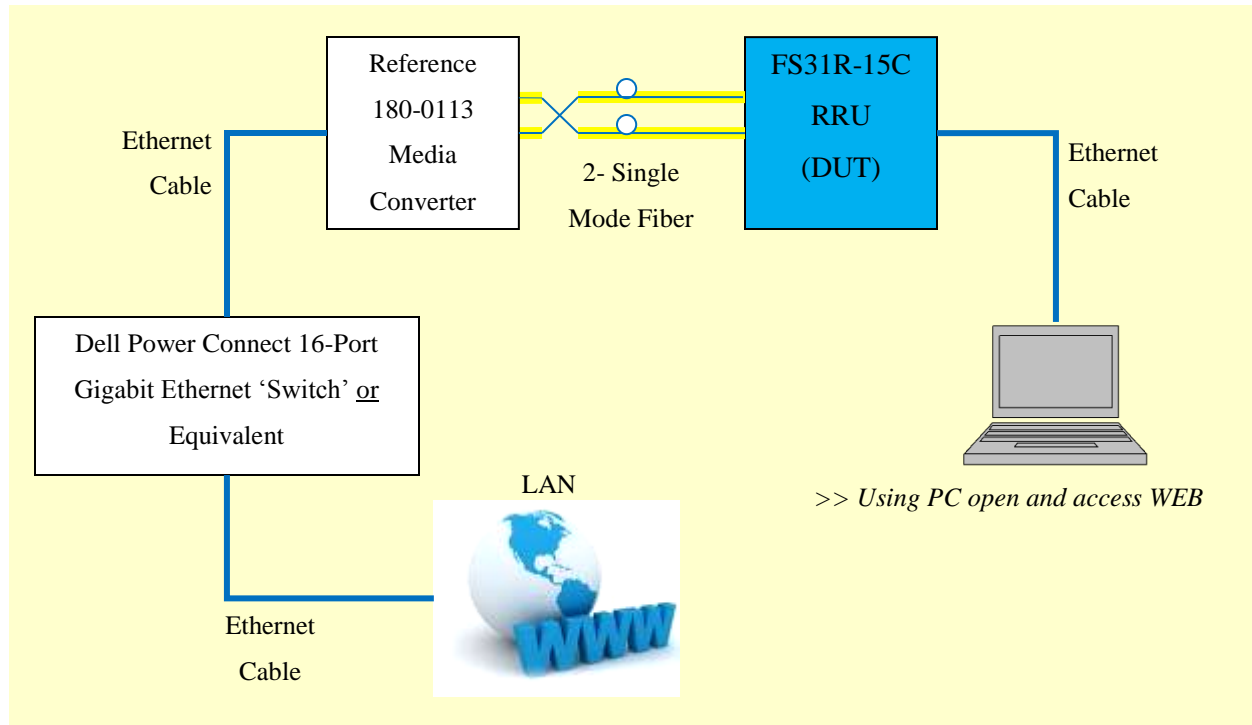 Reference
180-0113
Media
Converter
FS31R-15C
RRU
(DUT)
Ethernet
Cable
2- Single
Mode Fiber
Ethernet
Cable
Dell Power Connect 16-Port
Gigabit Ethernet ‘Switch’ or
Equivalent
LAN
WWW
>> Using PC open and access WEB
Ethernet
Cable